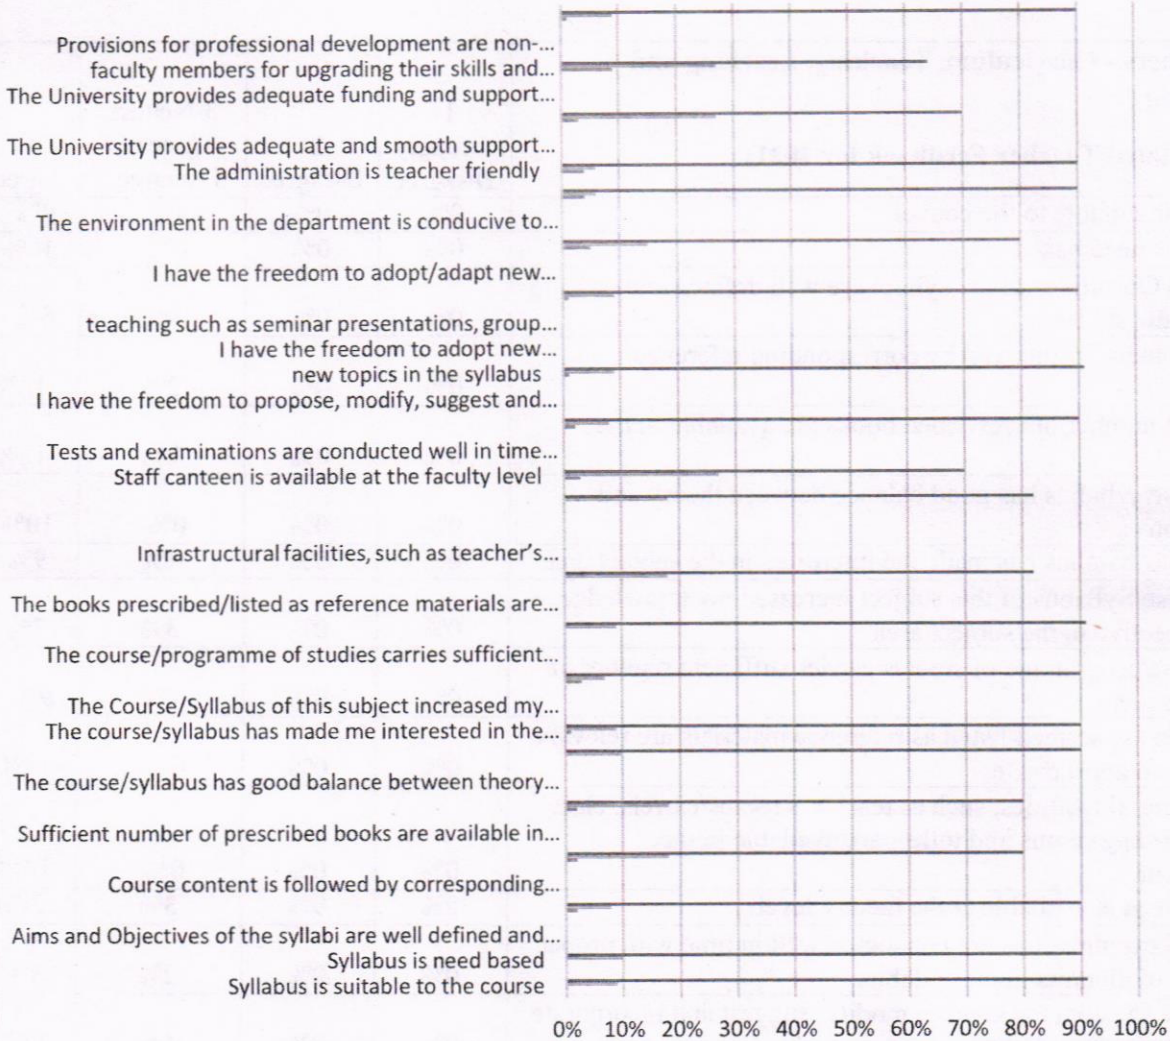 Provisions for professional development are non-...
faculty members for upgrading their skills and...
The University provides adequate funding and support...
The University provides adequate and smooth support...
The administration is teacher friendly
The environment in the department is conducive to...
I have the freedom to adopt/adapt new...
teaching such as seminar presentations, group...
I have the freedom to adopt new...
new topics in the syllabus
I have the freedom to propose, modify, suggest and...
Tests and examinations are conducted well in time...
Staff canteen is available at the faculty level
Infrastructural facilities, such as teacher's...
The books prescribed/listed as reference materials are...
The course/programme of studies carries sufficient...
The Course/Syllabus of this subject increased my...
The course/syllabus has made me interested in the...
The course/syllabus has good balance between theory...
Sufficient number of prescribed books are available in...
Course content is followed by corresponding...
Aims and Objectives of the syllabi are well defined and...
Syllabus is need based
Syllabus is suitable to the course
0% 10% 20% 30% 40% 50% 60% 70% 80% 90% 100%